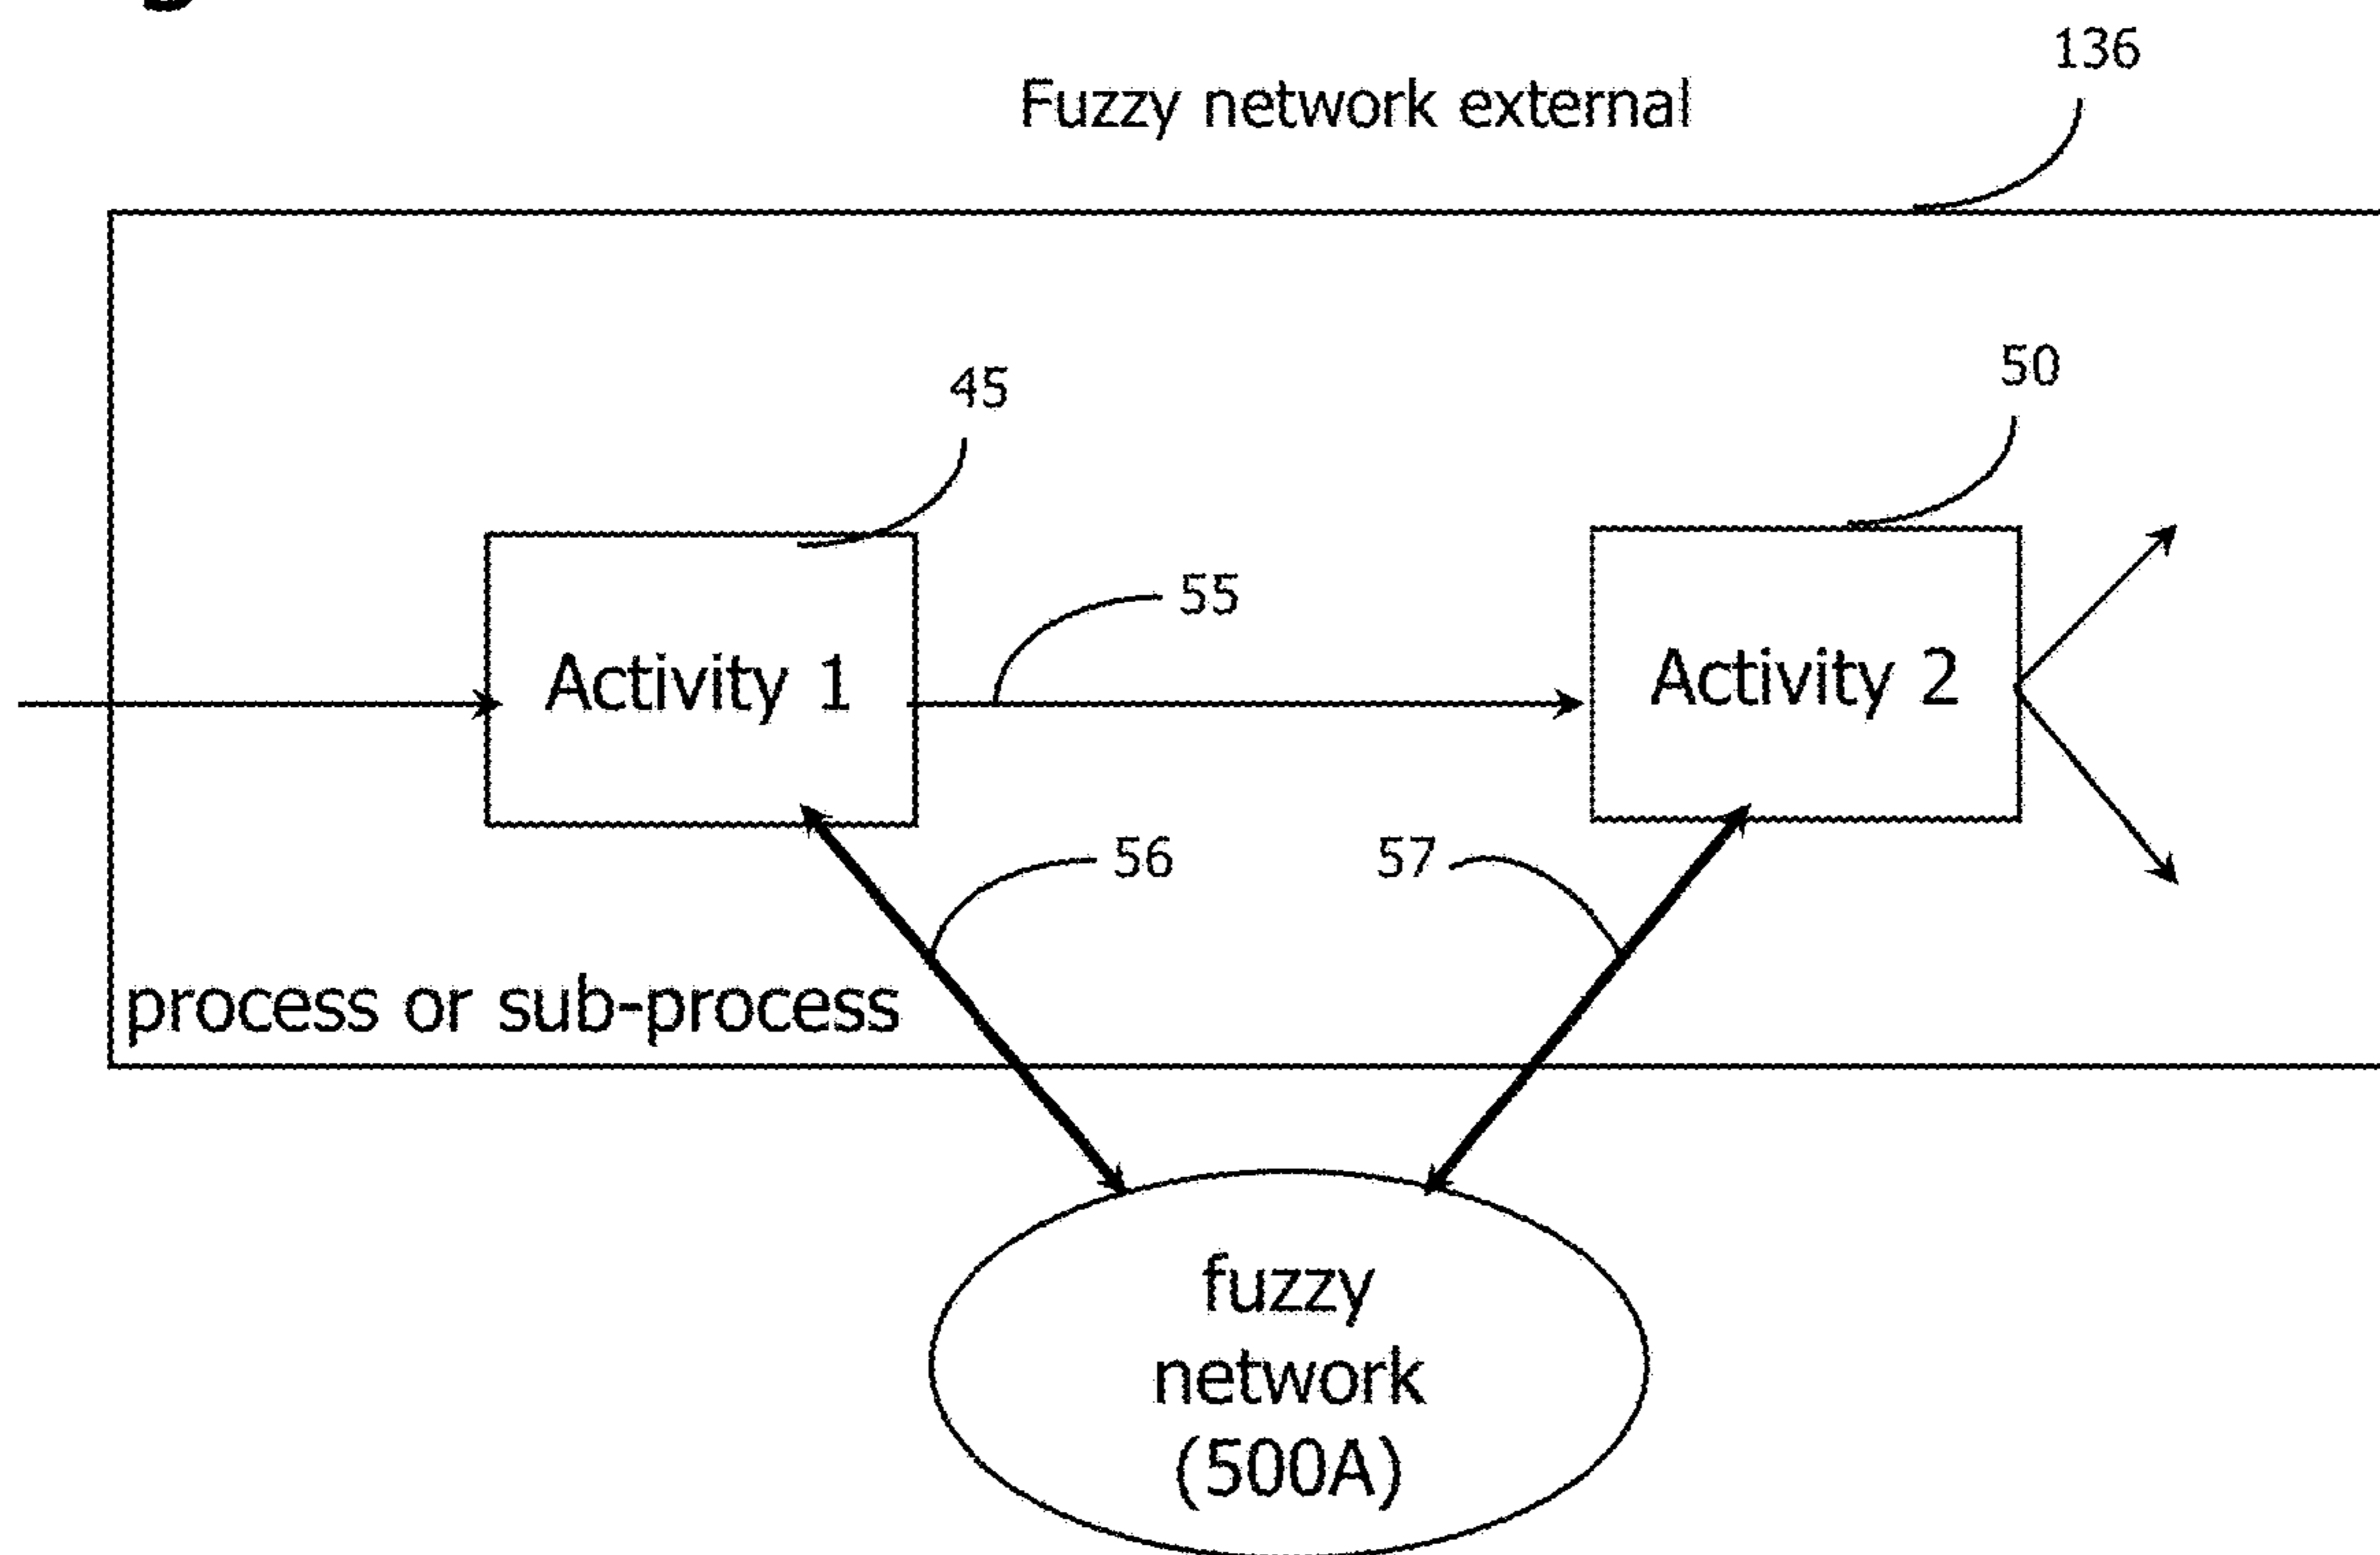 136
Fuzzy network external
50
45
55
Activity 1
Activity 2
56
57
process or sub-process
fuzzy
network
(500A)